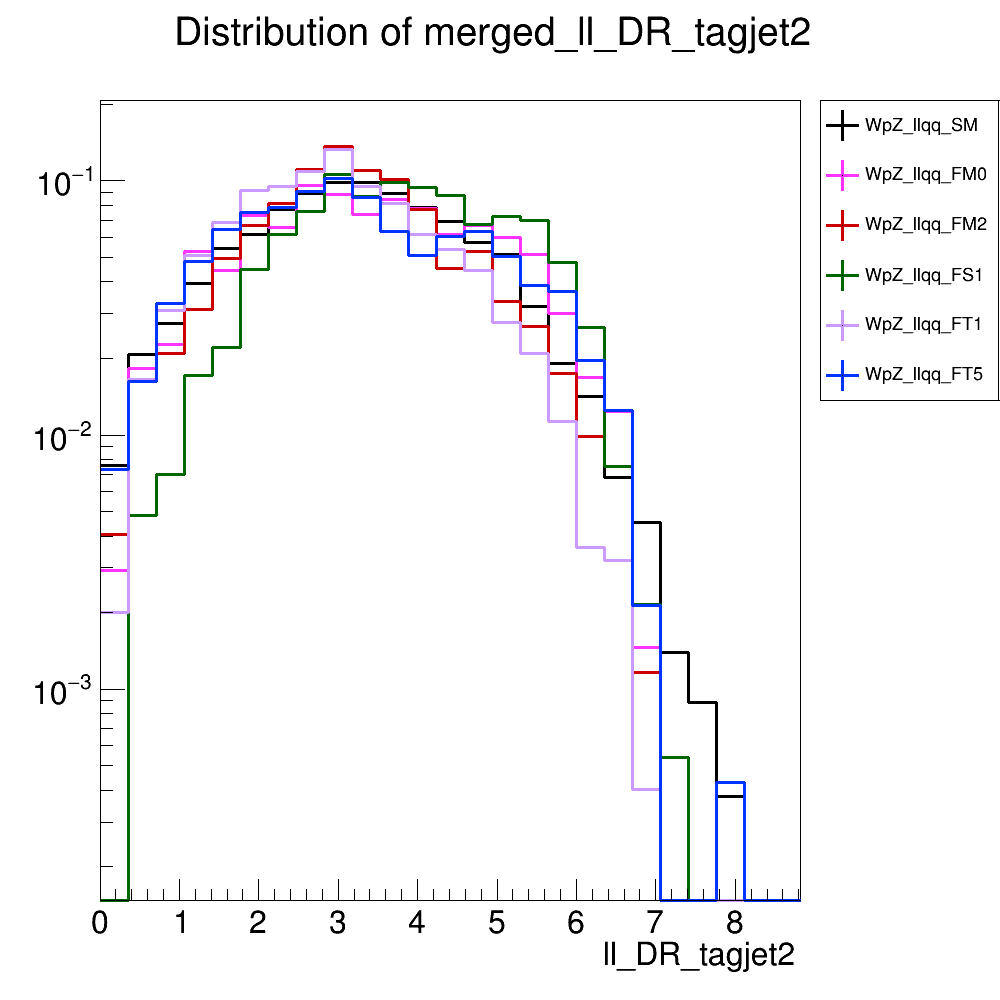 Distribution of merged_ll_DR_tagjet2
WpZ_llqq_SM
WpZ_llqq_FM0
WpZ_llqq_FM2
WpZ_llqq_FS1
WpZ_llqq_FT1
WpZ_llqq_FT5
10−1
10−2
10−3
0 1 2 3 4 5 6 7 8
ll_DR_tagjet2